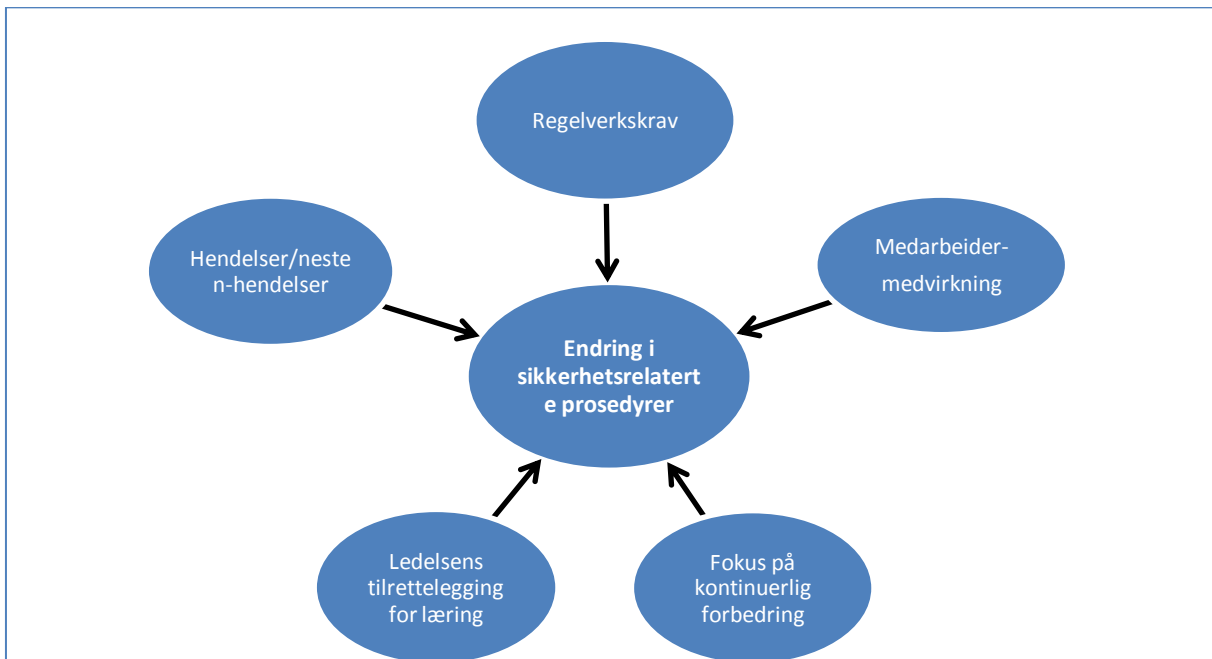 Regelverkskrav
Hendelser/neste
n-hendelser
Medarbeider-
medvirkning
Endring i
sikkerhetsrelatert
e prosedyrer
Ledelsens
tilrettelegging
for læring
Fokus på
kontinuerlig
forbedring